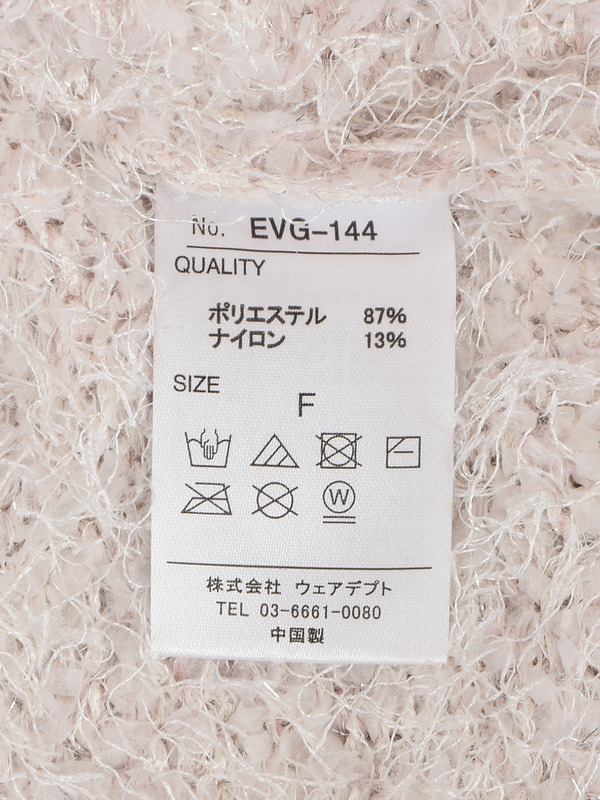 No. EVG-144
QUALITY
ポリエステル 87%
ナイロン 13%
SIZE
F
W
株式会社 ウェアデプト
TEL 03-6661-0080
中国製